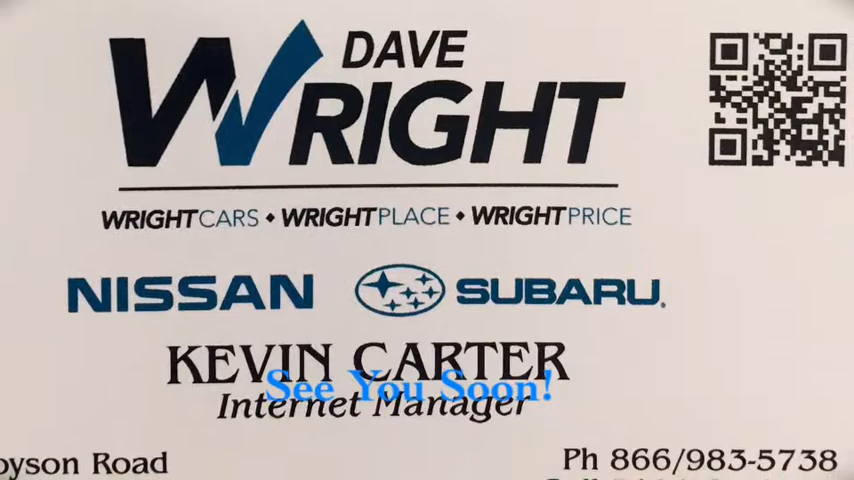 DAVE
WRIGHT
WRIGHTCARS • WRIGHTPLACE • WRIGHTPRICE
NISSAN SUBARU®
KEVIN CARTER
See You Soon!
Internet Manager
Road
Ph 866/983-5738